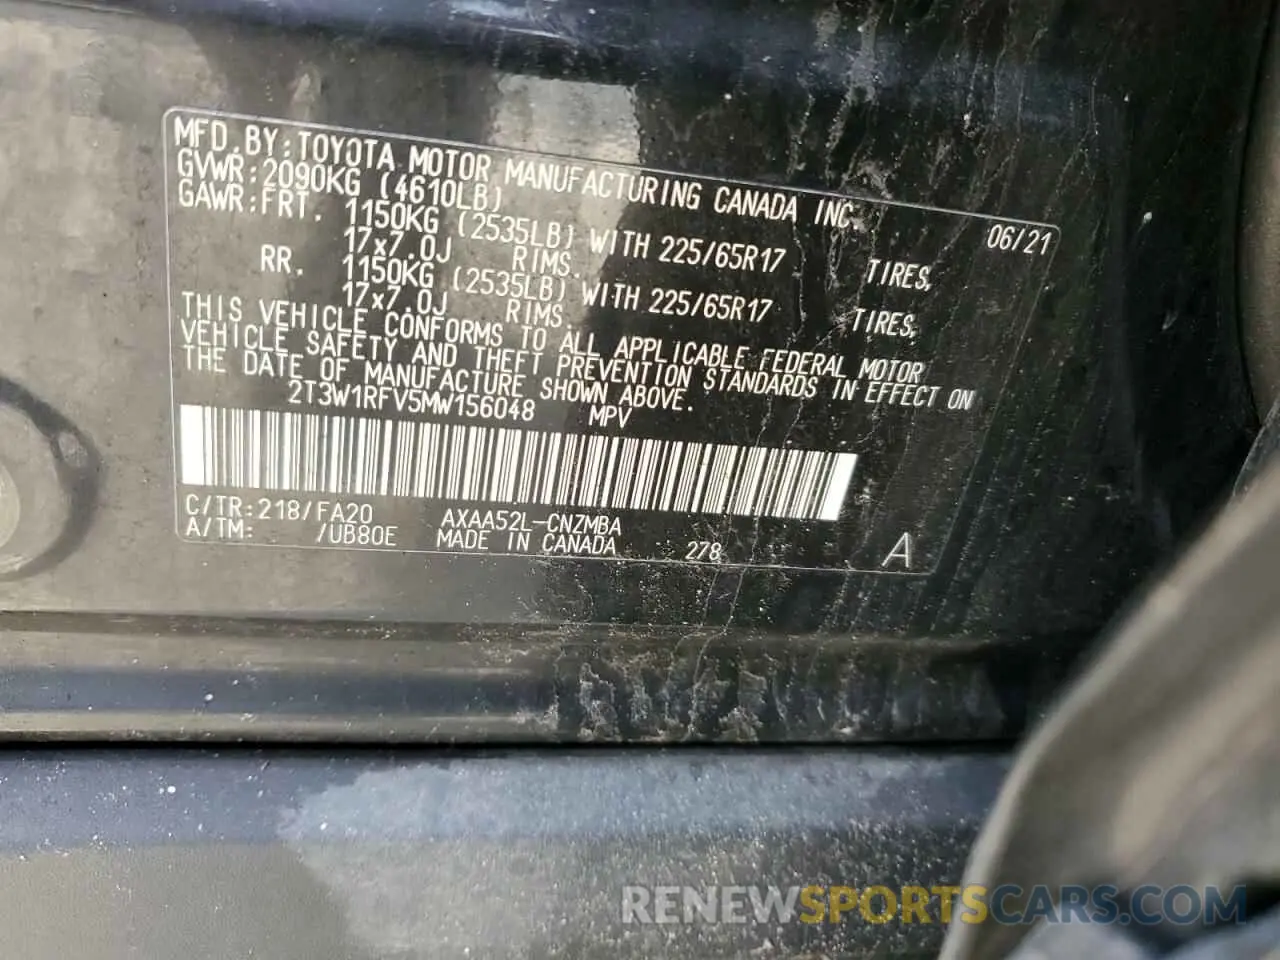 MFD.BY:TOYOTA MOTOR MANUFACTURING CANADA INC. 06/21
GVWR:2090KG (4610LB)
GAWR:FRT. 1150KG (2535LB) WITH 225/65R17 TIRES,
17x7.0J RIMS.
RR. 1150KG (2535LB) WITH 225/65R17 TIRES,
17x7.0J RIMS.
THIS VEHICLE CONFORMS TO ALL APPLICABLE FEDERAL MOTOR
VEHICLE SAFETY AND THEFT PREVENTION STANDARDS IN EFFECT ON
THE DATE OF MANUFACTURE SHOWN ABOVE.
2T3W1RFV5MW156048 MPV
C/TR:218/FA20 AXAA52L-CNZMBA
A/TM: /UB80E MADE IN CANADA 278 A
RENEWSPORTSCARS.COM